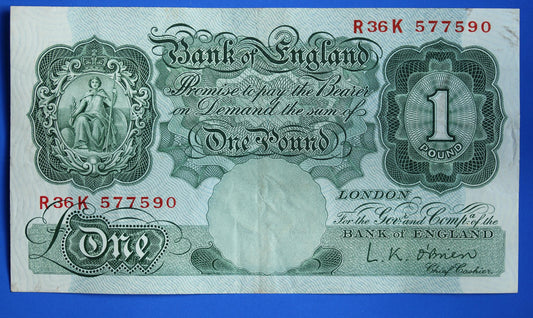 R36K 577590
Bank of England
Promise to pay the Bearer
on Demand the sum of
One Pound
1
POUND
R36K 577590
LONDON
For the Gov.r and Comp.a of the
BANK OF ENGLAND
£ONE
L.K. O'Brien
Chief Cashier